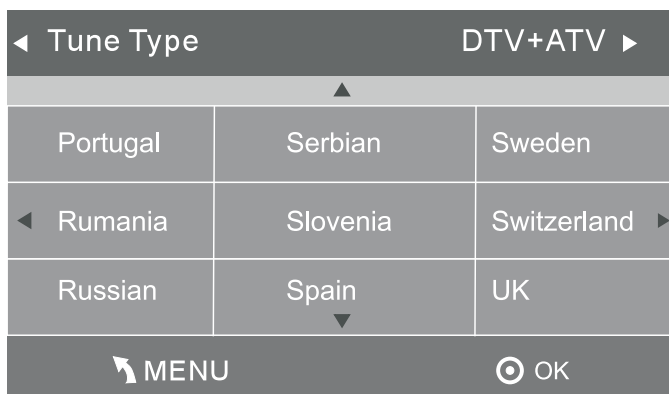 Tune Type DTV+ATV
Portugal Serbian Sweden
Rumania Slovenia Switzerland
Russian Spain UK
MENU OK